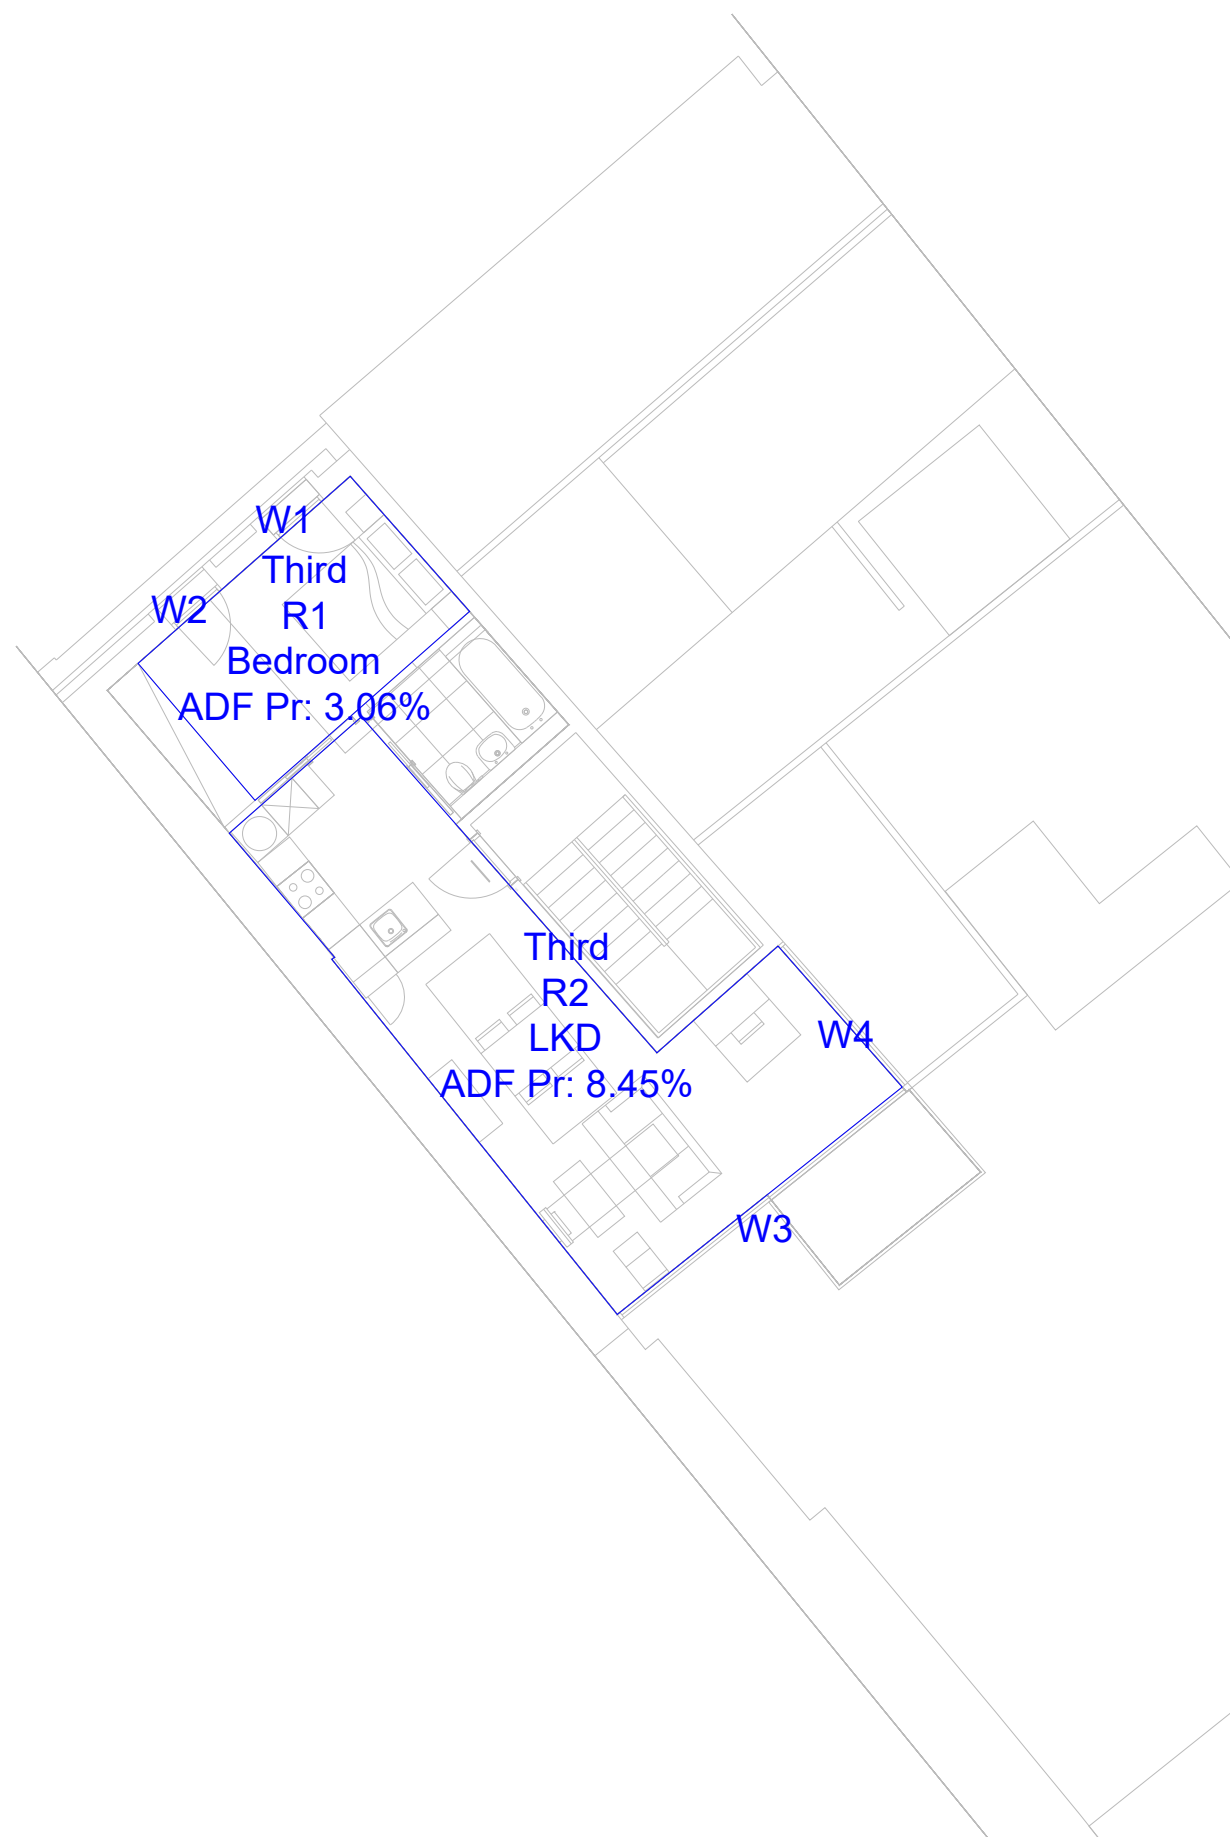 W1
Third
R1
W2
Bedroom
ADF Pr: 3.06%
Third
R2
LKD
ADF Pr: 8.45%
W4
W3